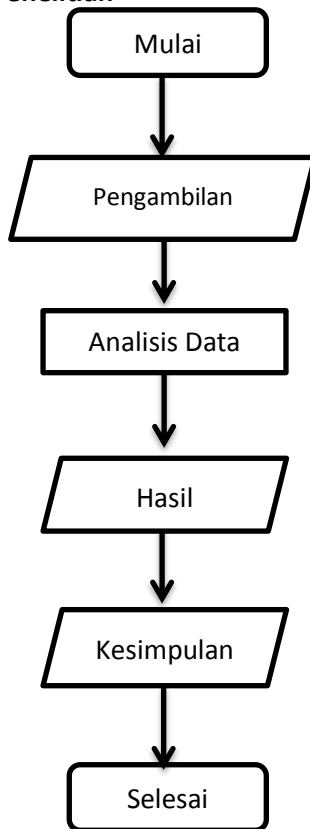 Mulai
Pengambilan
Analisis Data
Hasil
Kesimpulan
Selesai